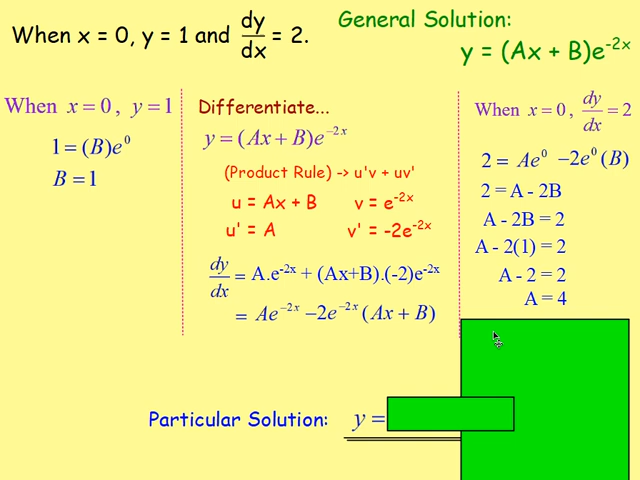 When x = 0, y = 1 and dy/dx = 2.
General Solution:
y = (Ax + B)e^-2x
When x = 0 , y = 1
1 = (B)e^0
B = 1
Differentiate...
y = (Ax + B)e^-2x
(Product Rule) -> u'v + uv'
u = Ax + B v = e^-2x
u' = A v' = -2e^-2x
dy/dx = A.e^-2x + (Ax+B).(-2)e^-2x
= Ae^-2x -2e^-2x (Ax + B)
When x = 0 , dy/dx = 2
2 = Ae^0 -2e^0 (B)
2 = A - 2B
A - 2B = 2
A - 2(1) = 2
A - 2 = 2
A = 4
Particular Solution: y =